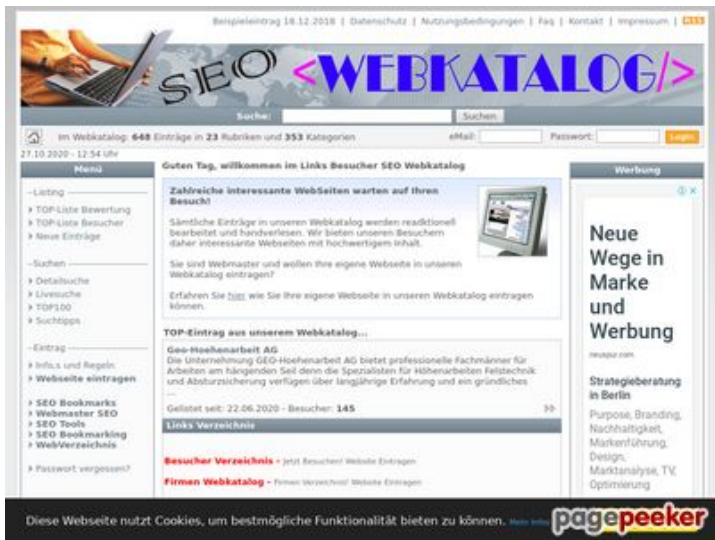 Beispieleintrag 18.12.2018 | Datenschutz | Nutzungsbedingungen | Faq | Kontakt | Impressum | RSS
SEO <WEBKATALOG/>
Suche: Suchen
Im Webkatalog: 648 Einträge in 23 Rubriken und 353 Kategorien eMail: Passwort: Login
27.10.2020 - 12:54 Uhr
Menü
-Listing
TOP-Liste Bewertung
TOP-Liste Besucher
Neue Einträge
-Suchen
Detailsuche
Livesuche
TOP100
Suchtipps
-Eintrag
Info.s und Regeln
Webseite eintragen
SEO Bookmarks
Webmaster SEO
SEO Tools
SEO Bookmarking
WebVerzeichnis
Passwort vergessen?
Guten Tag, willkommen im Links Besucher SEO Webkatalog
Zahlreiche interessante WebSeiten warten auf Ihren
Besuch!
Sämtliche Einträge in unseren Webkatalog werden readktionell
bearbeitet und handverlesen. Wir bieten unseren Besuchern
daher interessante Webseiten mit hochwertigem Inhalt.
Sie sind Webmaster und wollen Ihre eigene Webseite in unseren
Webkatalog eintragen?
Erfahren Sie hier wie Sie Ihre eigene Webseite in unseren Webkatalog eintragen
können.
TOP-Eintrag aus unserem Webkatalog...
Geo-Hoehenarbeit AG
Die Unternehmung GEO-Hoehenarbeit AG bietet professionelle Fachmänner für
Arbeiten am hängenden Seil denn die Spezialisten für Höhenarbeiten Felstechnik
und Absturzsicherung verfügen über langjährige Erfahrung und ein gründliches
...
Gelistet seit: 22.06.2020 - Besucher: 145
Links Verzeichnis
Besucher Verzeichnis - Jetzt Besuchen! Website Eintragen
Firmen Webkatalog - Firmen Verzeichnis! Website Eintragen
Werbung
Neue
Wege in
Marke
und
Werbung
neuspur.com
Strategieberatung
in Berlin
Purpose, Branding,
Nachhaltigkeit,
Markenführung,
Design,
Marktanalyse, TV,
Optimierung
Diese Webseite nutzt Cookies, um bestmögliche Funktionalität bieten zu können.
pagepeeker